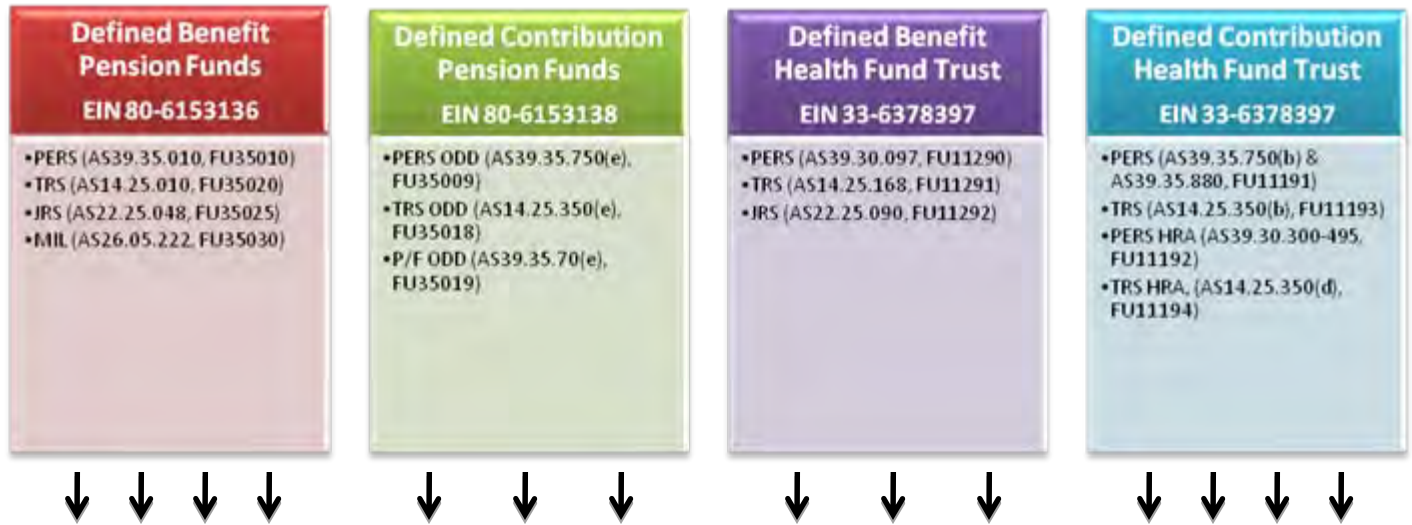 Defined Benefit
Pension Funds
EIN 80-6153136
•PERS (AS39.35.010, FU35010)
•TRS (AS14.25.010, FU35020)
•JRS (AS22.25.048, FU35025)
•MIL (AS26.05.222, FU35030)
Defined Contribution
Pension Funds
EIN 80-6153138
•PERS ODD (AS39.35.750(e),
FU35009)
•TRS ODD (AS14.25.350(e),
FU35018)
•P/F ODD (AS39.35.70(e),
FU35019)
Defined Benefit
Health Fund Trust
EIN 33-6378397
•PERS (AS39.30.097, FU11290)
•TRS (AS14.25.168, FU11291)
•JRS (AS22.25.090, FU11292)
Defined Contribution
Health Fund Trust
EIN 33-6378397
•PERS (AS39.35.750(b) &
AS39.35.880, FU11191)
•TRS (AS14.25.350(b), FU11193)
•PERS HRA (AS39.30.300-495,
FU11192)
•TRS HRA, (AS14.25.350(d),
FU11194)